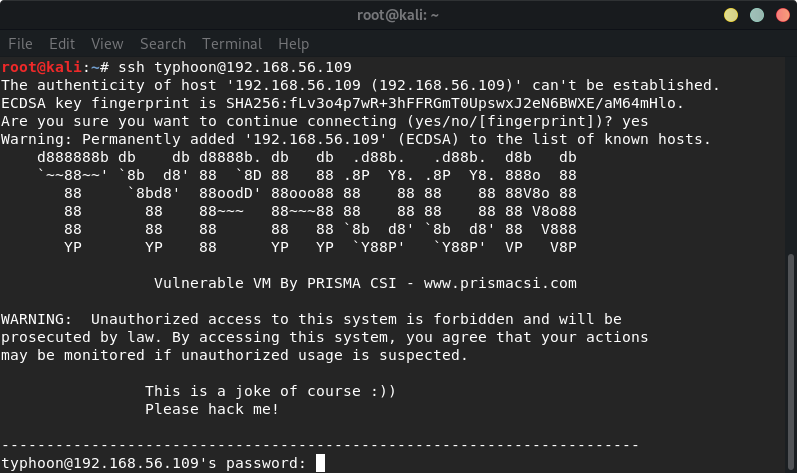 root@kali: ~
File Edit View Search Terminal Help
root@kali:~# ssh typhoon@192.168.56.109
The authenticity of host '192.168.56.109 (192.168.56.109)' can't be established.
ECDSA key fingerprint is SHA256:fLv3o4p7wR+3hFFRGmT0UpswxJ2eN6BWXE/aM64mHlo.
Are you sure you want to continue connecting (yes/no/[fingerprint])? yes
Warning: Permanently added '192.168.56.109' (ECDSA) to the list of known hosts.
    d888888b db    db d8888b. db   db  .d88b.   .d88b.  d8b   db
    `~~88~~' `8b  d8' 88  `8D 88   88 .8P  Y8. .8P  Y8. 888o  88
       88     `8bd8'  88oodD' 88ooo88 88    88 88    88 88V8o 88
       88       88    88~~~   88~~~88 88    88 88    88 88 V8o88
       88       88    88      88   88 `8b  d8' `8b  d8' 88  V888
       YP       YP    88      YP   YP  `Y88P'   `Y88P'  VP   V8P
Vulnerable VM By PRISMA CSI - www.prismacsi.com
WARNING:  Unauthorized access to this system is forbidden and will be
prosecuted by law. By accessing this system, you agree that your actions
may be monitored if unauthorized usage is suspected.
This is a joke of course :))
Please hack me!
-----------------------------------------------------------------------
typhoon@192.168.56.109's password: